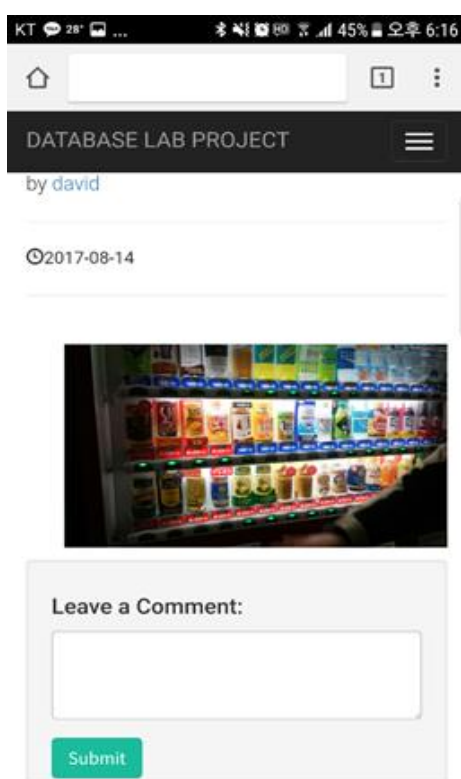 KT 28° ... HD 45% 오후 6:16
1
DATABASE LAB PROJECT
by david
2017-08-14
Leave a Comment:
Submit